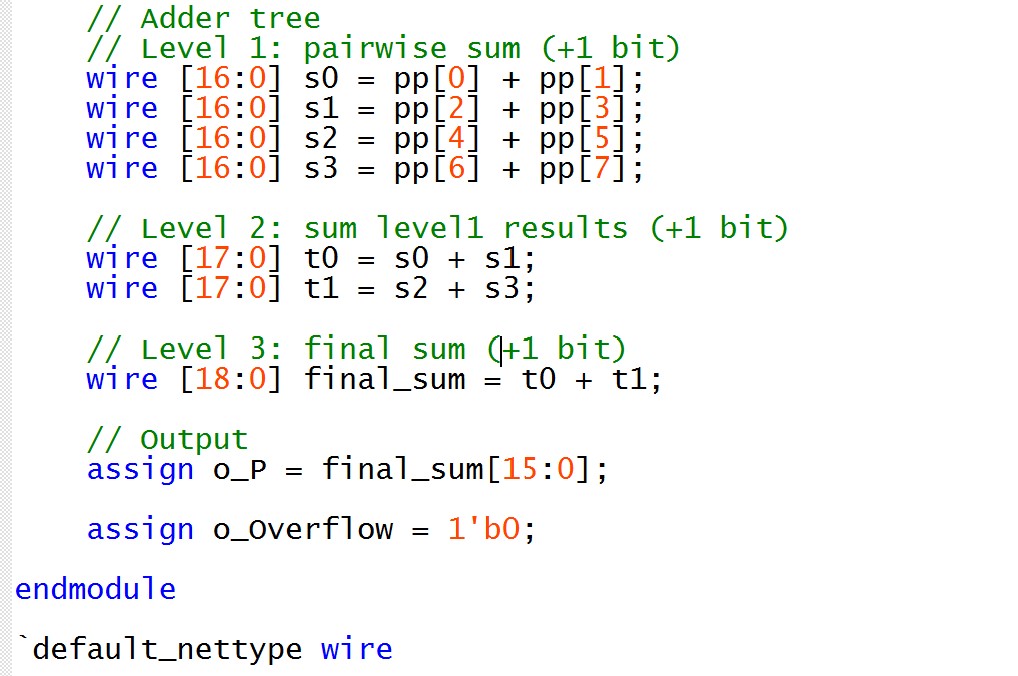 // Adder tree
// Level 1: pairwise sum (+1 bit)
wire [16:0] s0 = pp[0] + pp[1];
wire [16:0] s1 = pp[2] + pp[3];
wire [16:0] s2 = pp[4] + pp[5];
wire [16:0] s3 = pp[6] + pp[7];
// Level 2: sum level1 results (+1 bit)
wire [17:0] t0 = s0 + s1;
wire [17:0] t1 = s2 + s3;
// Level 3: final sum (+1 bit)
wire [18:0] final_sum = t0 + t1;
// Output
assign o_P = final_sum[15:0];
assign o_Overflow = 1'b0;
endmodule
`default_nettype wire